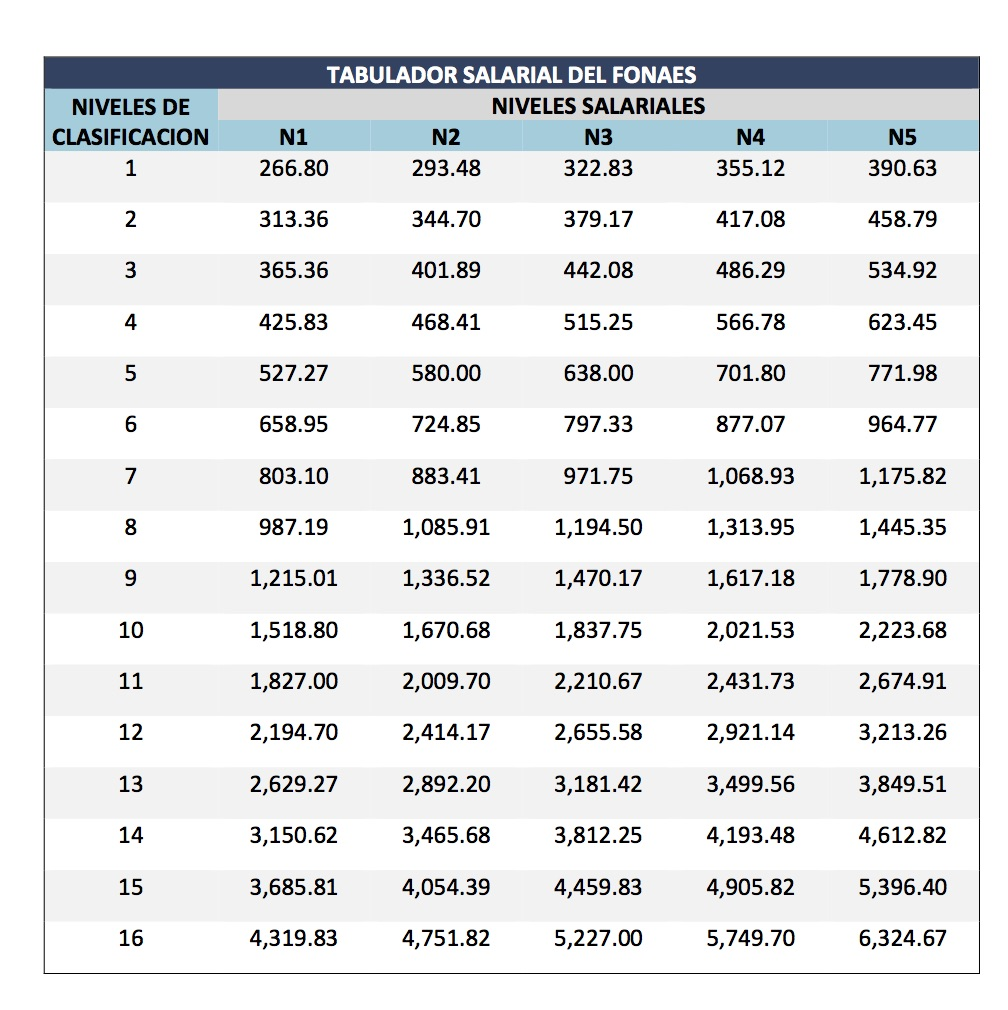 TABULADOR SALARIAL DEL FONAES
NIVELES DE CLASIFICACION NIVELES SALARIALES
N1 N2 N3 N4 N5
1 266.80 293.48 322.83 355.12 390.63
2 313.36 344.70 379.17 417.08 458.79
3 365.36 401.89 442.08 486.29 534.92
4 425.83 468.41 515.25 566.78 623.45
5 527.27 580.00 638.00 701.80 771.98
6 658.95 724.85 797.33 877.07 964.77
7 803.10 883.41 971.75 1,068.93 1,175.82
8 987.19 1,085.91 1,194.50 1,313.95 1,445.35
9 1,215.01 1,336.52 1,470.17 1,617.18 1,778.90
10 1,518.80 1,670.68 1,837.75 2,021.53 2,223.68
11 1,827.00 2,009.70 2,210.67 2,431.73 2,674.91
12 2,194.70 2,414.17 2,655.58 2,921.14 3,213.26
13 2,629.27 2,892.20 3,181.42 3,499.56 3,849.51
14 3,150.62 3,465.68 3,812.25 4,193.48 4,612.82
15 3,685.81 4,054.39 4,459.83 4,905.82 5,396.40
16 4,319.83 4,751.82 5,227.00 5,749.70 6,324.67